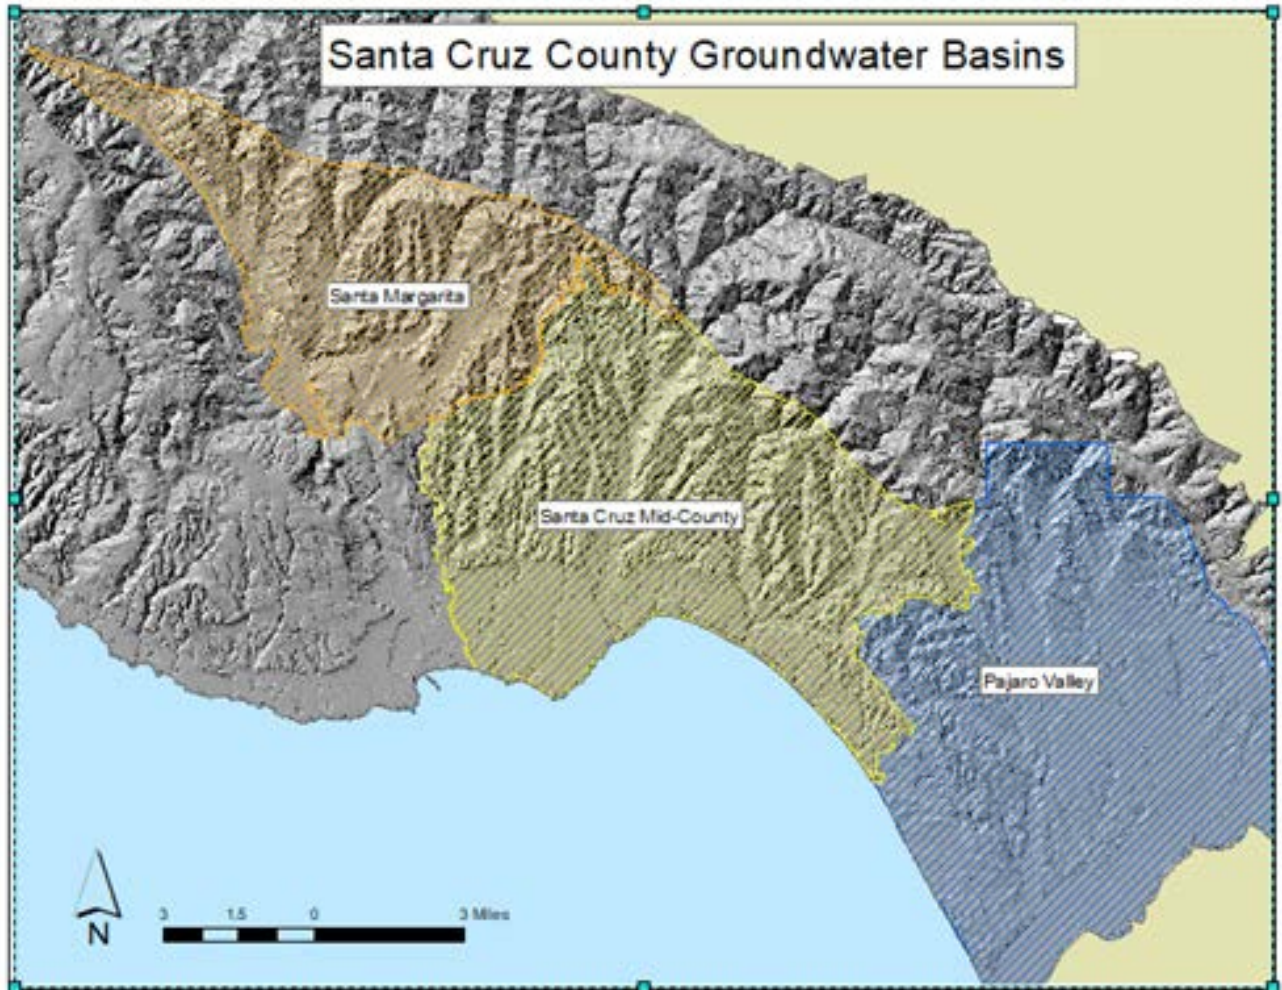 Santa Cruz County Groundwater Basins
Santa Margarita
Santa Cruz Mid-County
Pajaro Valley
N
3 1.5 0 3 Miles